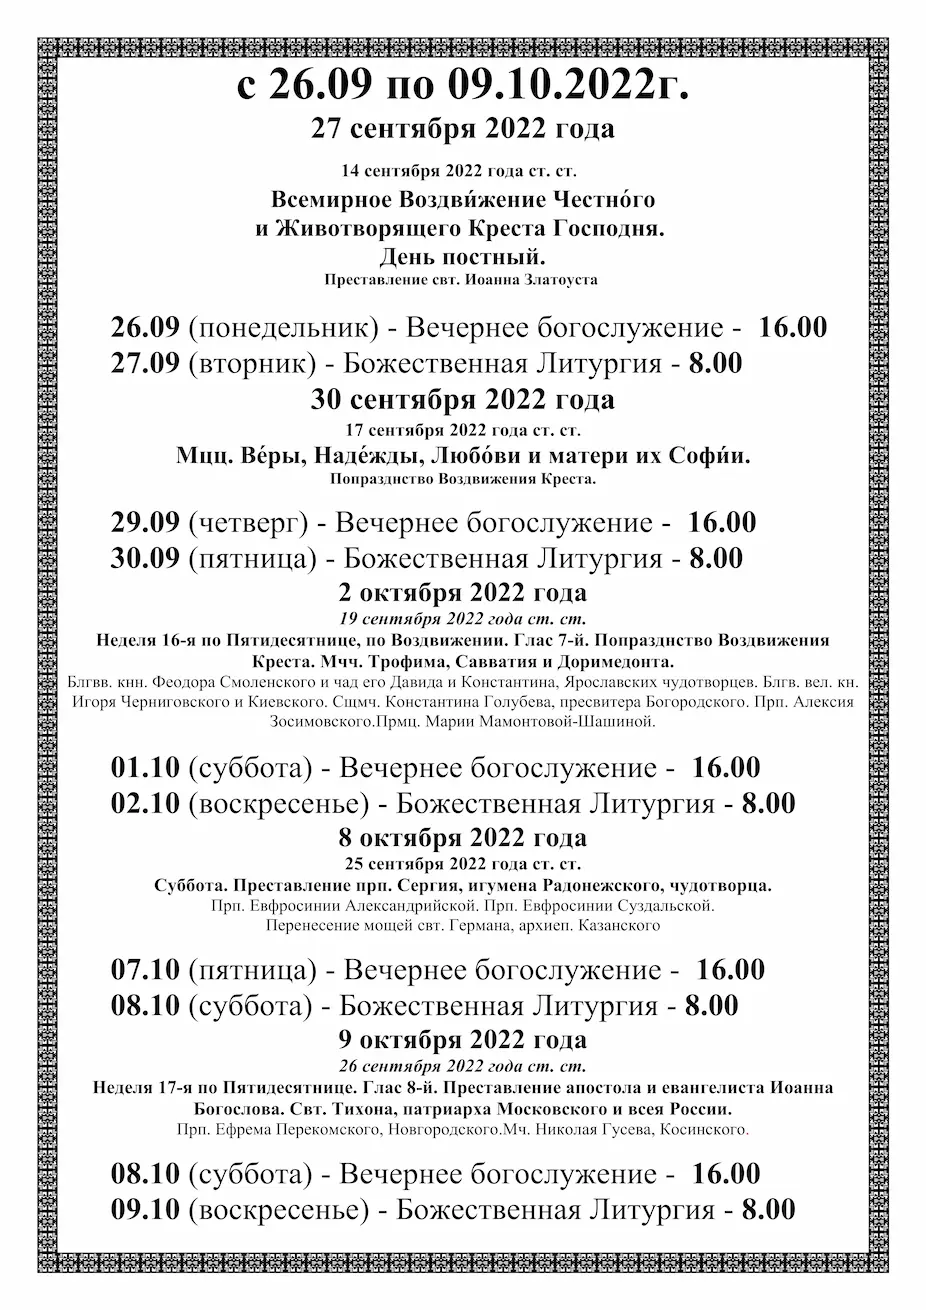 с 26.09 по 09.10.2022г.
27 сентября 2022 года
14 сентября 2022 года ст. ст.
Всемирное Воздви́жение Честно́го
и Животворящего Креста Господня.
День постный.
Преставление свт. Иоанна Златоуста
26.09 (понедельник) - Вечернее богослужение - 16.00
27.09 (вторник) - Божественная Литургия - 8.00
30 сентября 2022 года
17 сентября 2022 года ст. ст.
Мцц. Ве́ры, Наде́жды, Любо́ви и матери их Софи́и.
Попразднство Воздвижения Креста.
29.09 (четверг) - Вечернее богослужение - 16.00
30.09 (пятница) - Божественная Литургия - 8.00
2 октября 2022 года
19 сентября 2022 года ст. ст.
Неделя 16-я по Пятидесятнице, по Воздвижении. Глас 7-й. Попразднство Воздвижения
Креста. Мчч. Трофима, Савватия и Доримедонта.
Блгвв. кнн. Феодора Смоленского и чад его Давида и Константина, Ярославских чудотворцев. Блгв. вел. кн.
Игоря Черниговского и Киевского. Сщмч. Константина Голубева, пресвитера Богородского. Прп. Алексия
Зосимовского.Прмц. Марии Мамонтовой-Шашиной.
01.10 (суббота) - Вечернее богослужение - 16.00
02.10 (воскресенье) - Божественная Литургия - 8.00
8 октября 2022 года
25 сентября 2022 года ст. ст.
Суббота. Преставление прп. Сергия, игумена Радонежского, чудотворца.
Прп. Евфросинии Александрийской. Прп. Евфросинии Суздальской.
Перенесение мощей свт. Германа, архиеп. Казанского
07.10 (пятница) - Вечернее богослужение - 16.00
08.10 (суббота) - Божественная Литургия - 8.00
9 октября 2022 года
26 сентября 2022 года ст. ст.
Неделя 17-я по Пятидесятнице. Глас 8-й. Преставление апостола и евангелиста Иоанна
Богослова. Свт. Тихона, патриарха Московского и всея России.
Прп. Ефрема Перекомского, Новгородского.Мч. Николая Гусева, Косинского.
08.10 (суббота) - Вечернее богослужение - 16.00
09.10 (воскресенье) - Божественная Литургия - 8.00